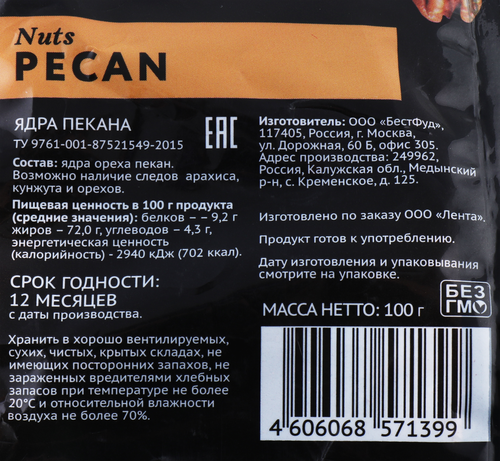 Nuts
PECAN
ЯДРА ПЕКАНА
ТУ 9761-001-87521549-2015
EAC
Состав: ядра ореха пекан.
Возможно наличие следов арахиса,
кунжута и орехов.
Пищевая ценность в 100 г продукта
(средние значения): белков – – 9,2 г
жиров – 72,0 г, углеводов – 4,3 г,
энергетическая ценность
(калорийность) - 2940 кДж (702 ккал).
СРОК ГОДНОСТИ:
12 МЕСЯЦЕВ
с даты производства.
Хранить в хорошо вентилируемых,
сухих, чистых, крытых складах, не
имеющих посторонних запахов, не
зараженных вредителями хлебных
запасов при температуре не более
20°С и относительной влажности
воздуха не более 70%.
Изготовитель: ООО «БестФуд»,
117405, Россия, г. Москва,
ул. Дорожная, 60 Б, офис 305.
Адрес производства: 249962,
Россия, Калужская обл., Медынский
р-н, с. Кременское, д. 125.
Изготовлено по заказу ООО «Лента».
Продукт готов к употреблению.
Дату изготовления и упаковывания
смотрите на упаковке.
БЕЗ
ГМО
МАССА НЕТТО: 100 г
4 606068 571399